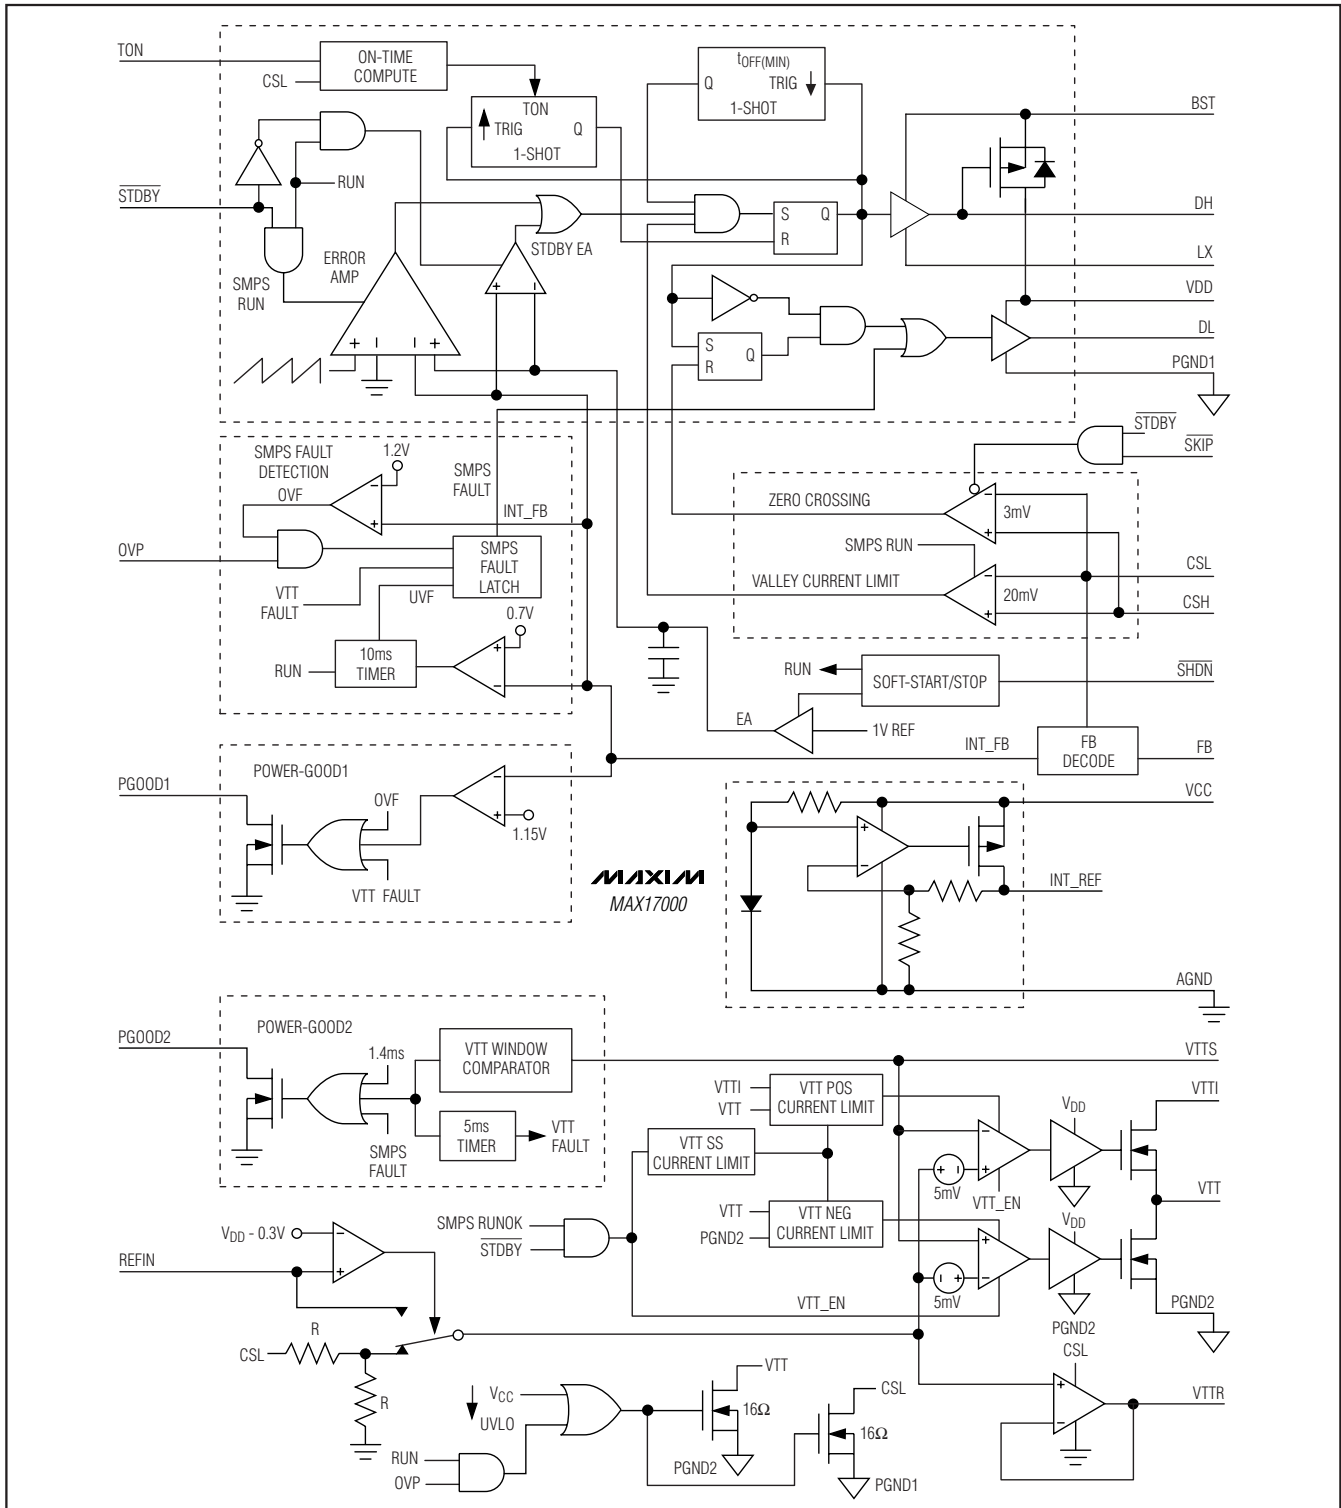 TON
ON-TIME
COMPUTE
CSL
tOFF(MIN)
Q
TRIG
1-SHOT
BST
TON
TRIG
Q
1-SHOT
RUN
STDBY
S
Q
R
DH
STDBY EA
ERROR
AMP
LX
SMPS
RUN
VDD
DL
S
Q
R
PGND1
STDBY
SKIP
SMPS FAULT
DETECTION
1.2V
OVF
SMPS
FAULT
INT_FB
ZERO CROSSING
3mV
OVP
SMPS
FAULT
LATCH
SMPS RUN
VTT
FAULT
UVF
VALLEY CURRENT LIMIT
20mV
CSL
CSH
0.7V
RUN
10ms
TIMER
RUN
SOFT-START/STOP
SHDN
EA
1V REF
INT_FB
FB
DECODE
FB
POWER-GOOD1
PGOOD1
OVF
1.15V
VTT FAULT
VCC
MAXIM
MAX17000
INT_REF
AGND
POWER-GOOD2
PGOOD2
1.4ms
VTT WINDOW
COMPARATOR
VTTS
5ms
TIMER
VTT
FAULT
SMPS
FAULT
VTTI
VTT
VTT POS
CURRENT LIMIT
VDD
VTTI
VTT SS
CURRENT LIMIT
5mV
VTT_EN
VTT
VTT
PGND2
VTT NEG
CURRENT LIMIT
VDD
SMPS RUNOK
STDBY
VDD - 0.3V
REFIN
5mV
VTT_EN
PGND2
PGND2
R
CSL
R
CSL
VTTR
VCC
UVLO
VTT
16Ω
CSL
16Ω
RUN
OVP
PGND2
PGND1